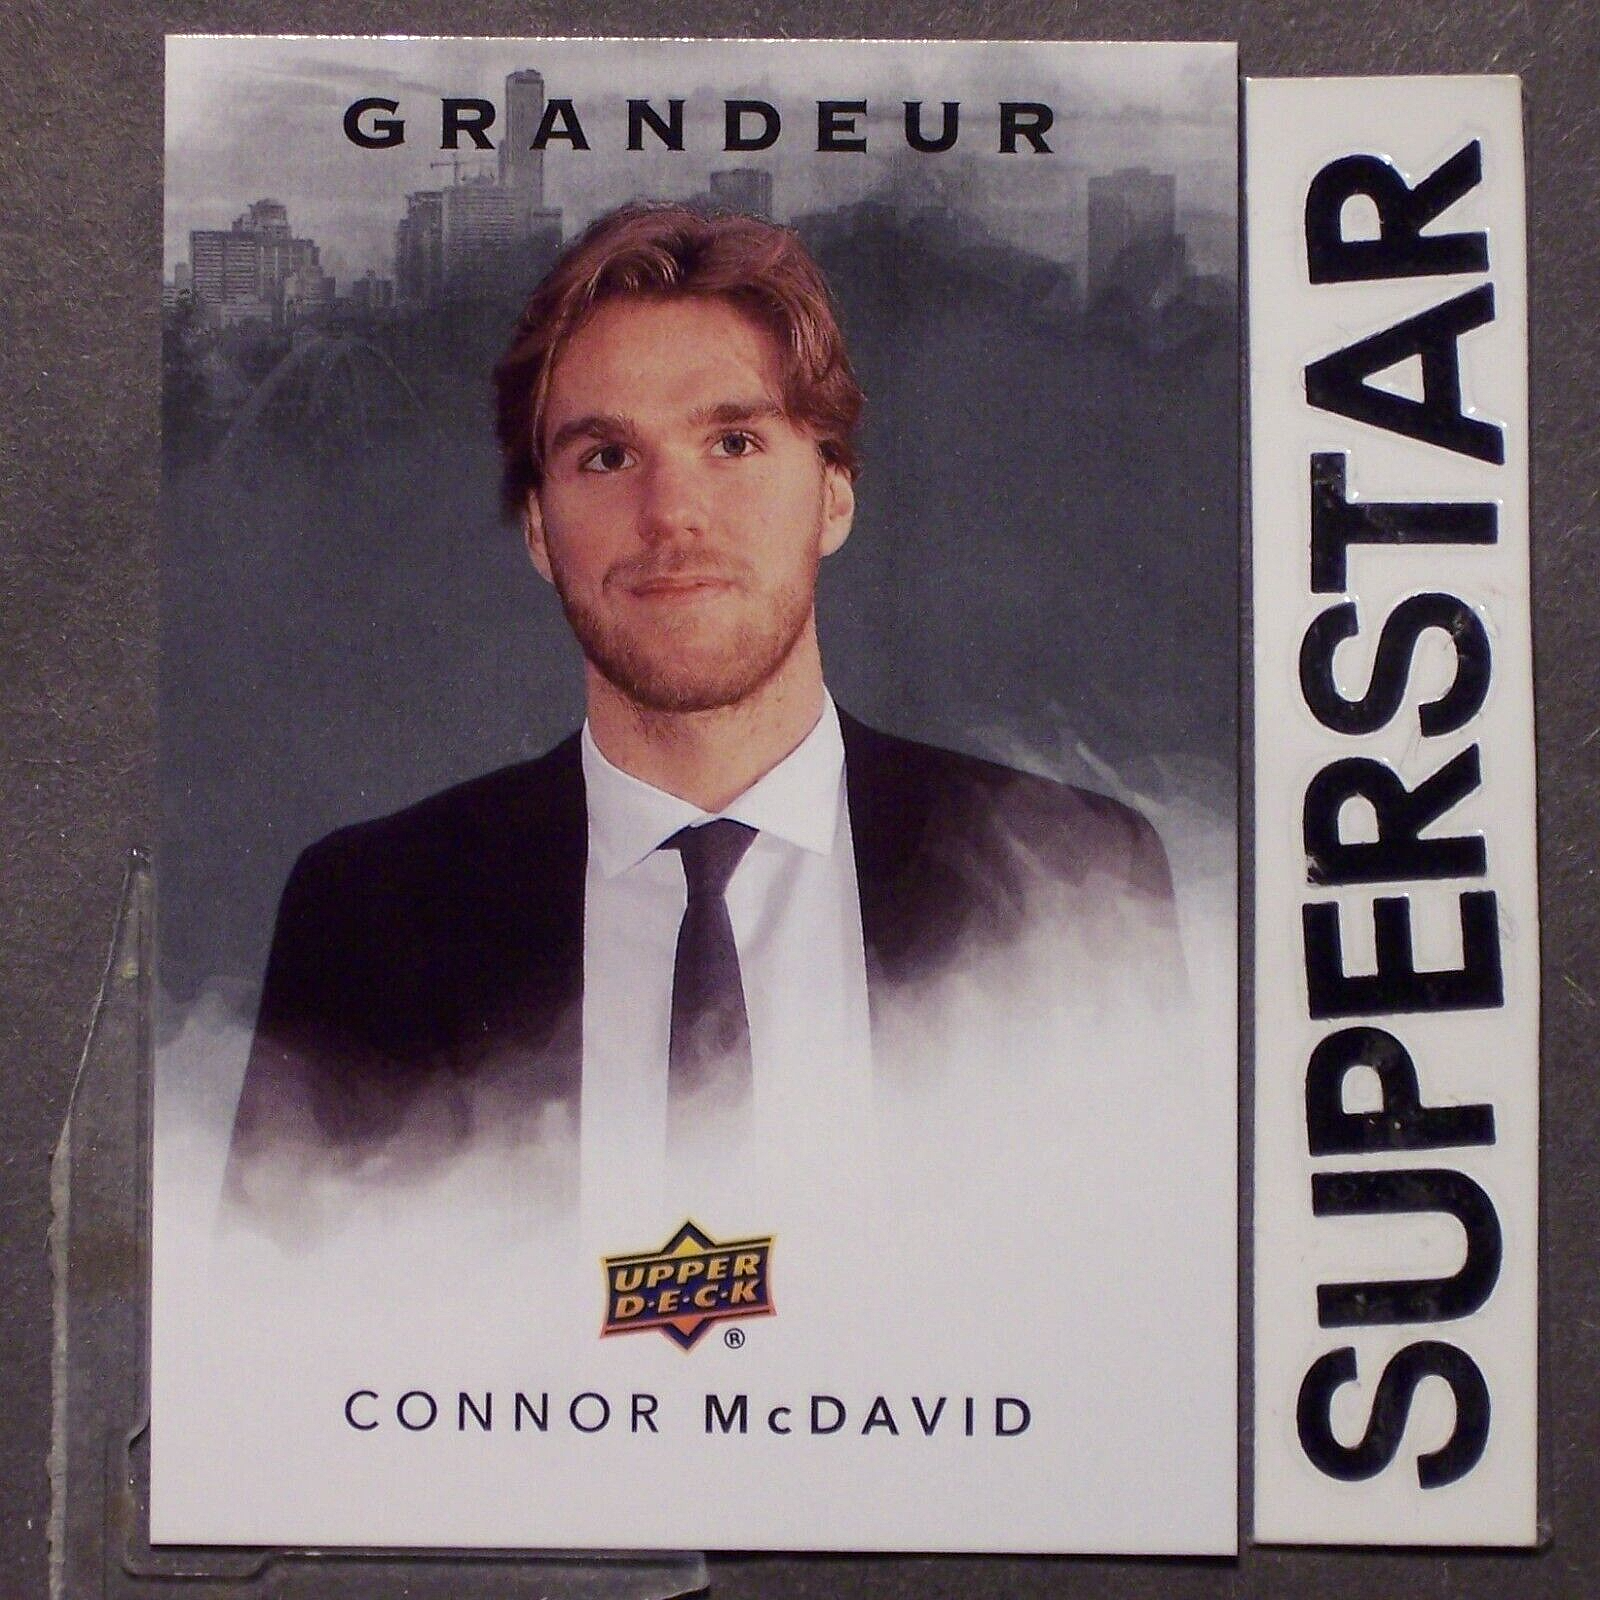 GRANDEUR
UPPER
D·E·C·K
®
CONNOR McDAVID
SUPERSTAR